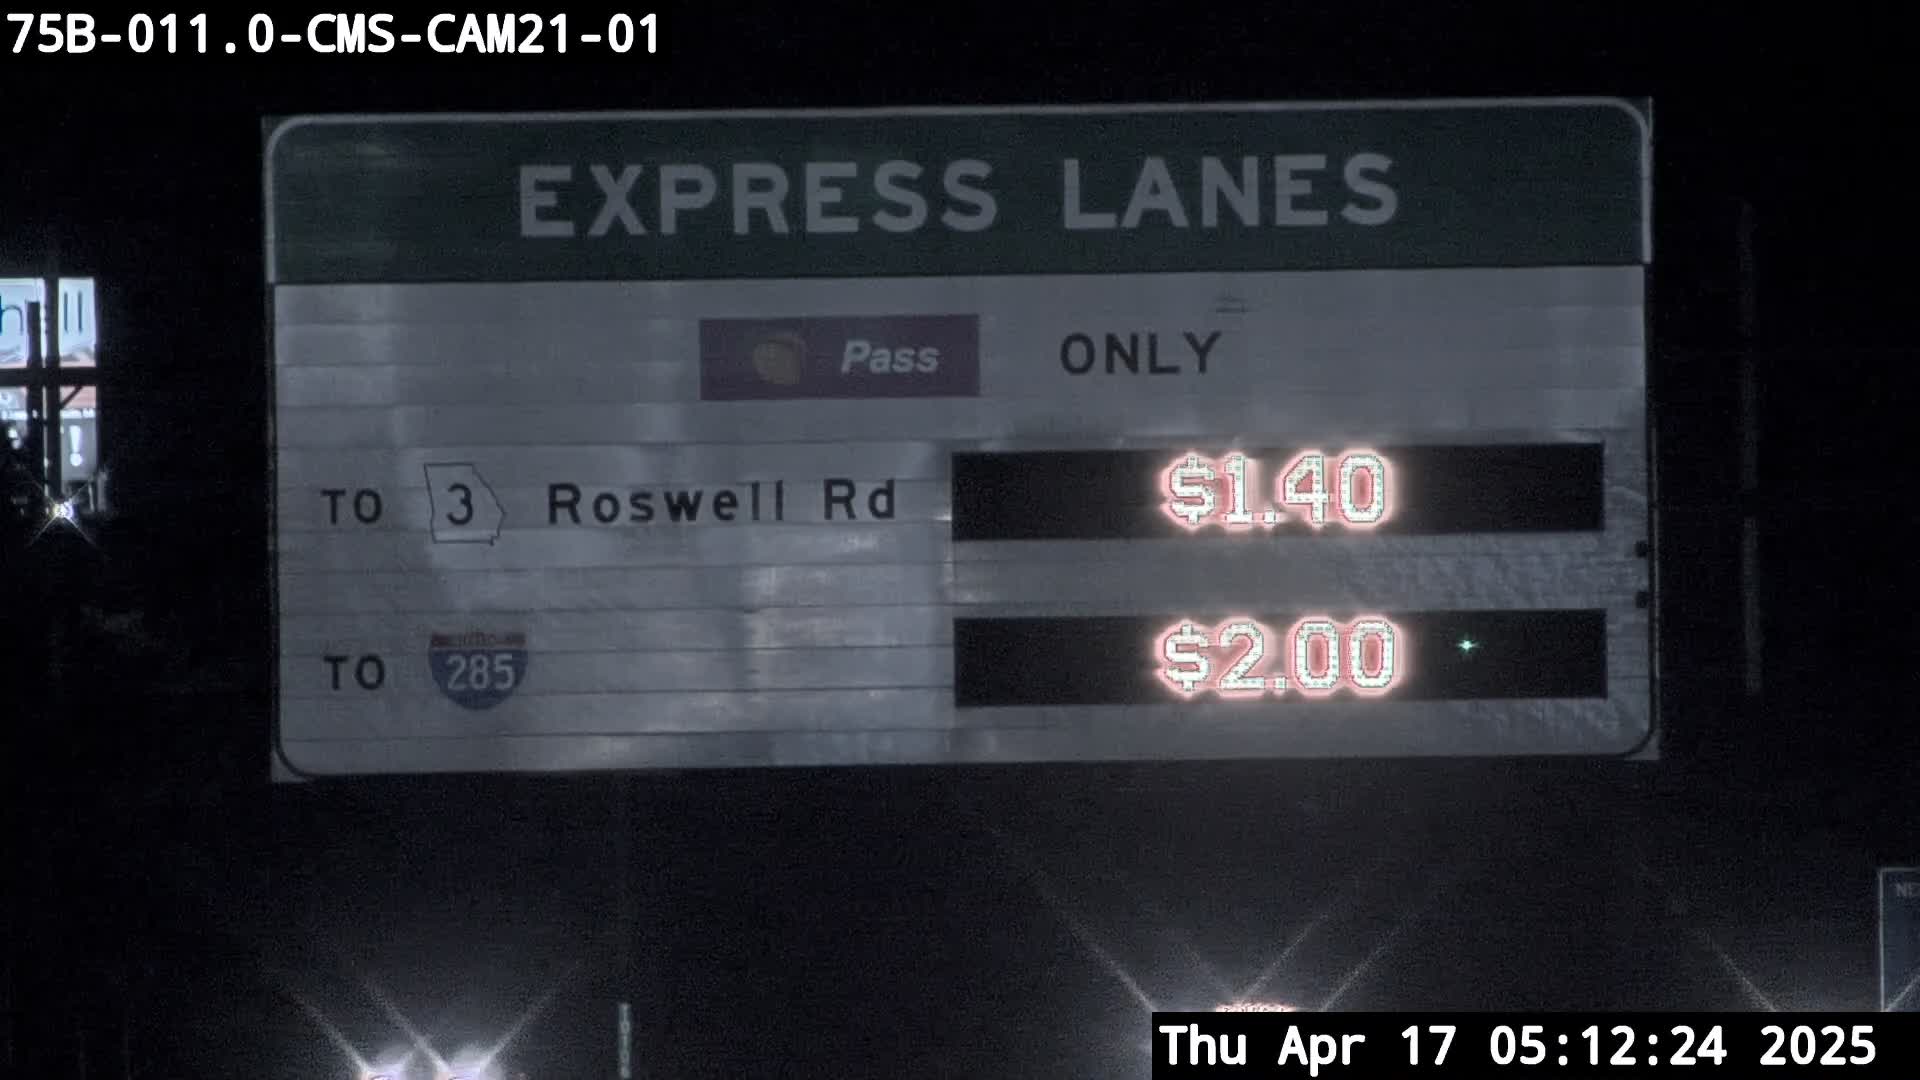 75B-011.0-CMS-CAM21-01
EXPRESS LANES
Pass ONLY
TO 3 Roswell Rd $1.40
TO 285 $2.00
Thu Apr 17 05:12:24 2025